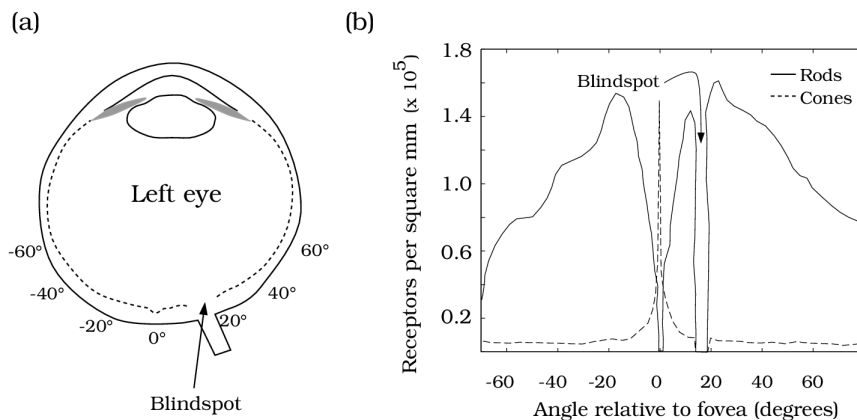 (a)
Left eye
-60°
-40°
-20°
0°
20°
40°
60°
Blindspot
(b)
Receptors per square mm (x 10⁵)
1.8
1.4
1.0
0.6
0.2
Blindspot
Rods
Cones
-60 -40 -20 0 20 40 60
Angle relative to fovea (degrees)